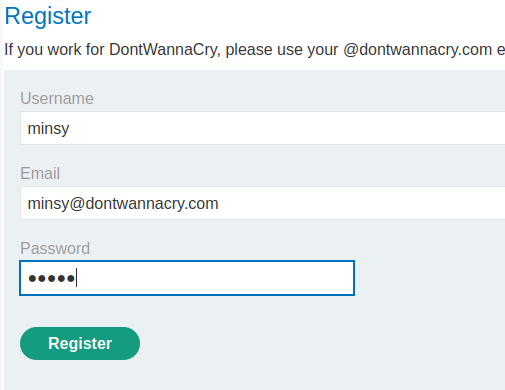 Register
If you work for DontWannaCry, please use your @dontwannacry.com e
Username
minsy
Email
minsy@dontwannacry.com
Password
●●●●●
Register